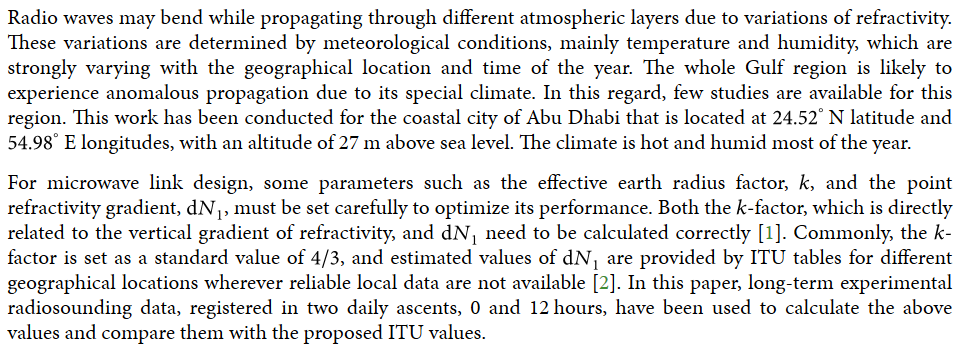 Radio waves may bend while propagating through different atmospheric layers due to variations of refractivity.
These variations are determined by meteorological conditions, mainly temperature and humidity, which are
strongly varying with the geographical location and time of the year. The whole Gulf region is likely to
experience anomalous propagation due to its special climate. In this regard, few studies are available for this
region. This work has been conducted for the coastal city of Abu Dhabi that is located at 24.52° N latitude and
54.98° E longitudes, with an altitude of 27 m above sea level. The climate is hot and humid most of the year.
For microwave link design, some parameters such as the effective earth radius factor, k, and the point
refractivity gradient, dN₁, must be set carefully to optimize its performance. Both the k-factor, which is directly
related to the vertical gradient of refractivity, and dN₁ need to be calculated correctly [1]. Commonly, the k-
factor is set as a standard value of 4/3, and estimated values of dN₁ are provided by ITU tables for different
geographical locations wherever reliable local data are not available [2]. In this paper, long-term experimental
radiosounding data, registered in two daily ascents, 0 and 12 hours, have been used to calculate the above
values and compare them with the proposed ITU values.